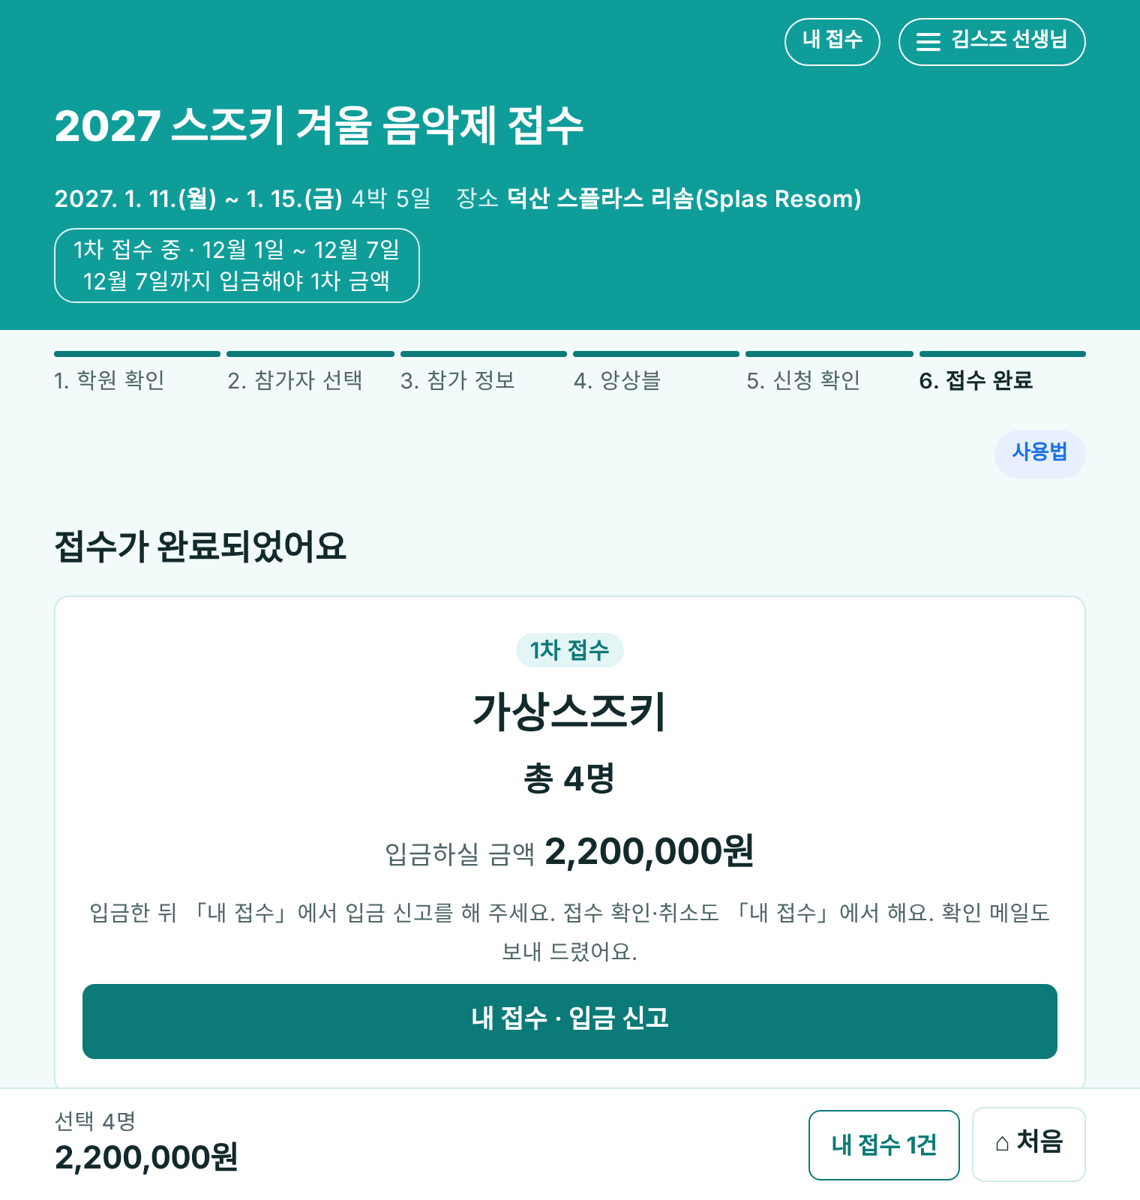 내 접수
김스즈 선생님
2027 스즈키 겨울 음악제 접수
2027. 1. 11.(월) ~ 1. 15.(금) 4박 5일 장소 덕산 스플라스 리솜(Splas Resom)
1차 접수 중 · 12월 1일 ~ 12월 7일
12월 7일까지 입금해야 1차 금액
1. 학원 확인
2. 참가자 선택
3. 참가 정보
4. 앙상블
5. 신청 확인
6. 접수 완료
사용법
접수가 완료되었어요
1차 접수
가상스즈키
총 4명
입금하실 금액 2,200,000원
입금한 뒤 「내 접수」에서 입금 신고를 해 주세요. 접수 확인·취소도 「내 접수」에서 해요. 확인 메일도
보내 드렸어요.
내 접수 · 입금 신고
선택 4명
2,200,000원
내 접수 1건
⌂ 처음